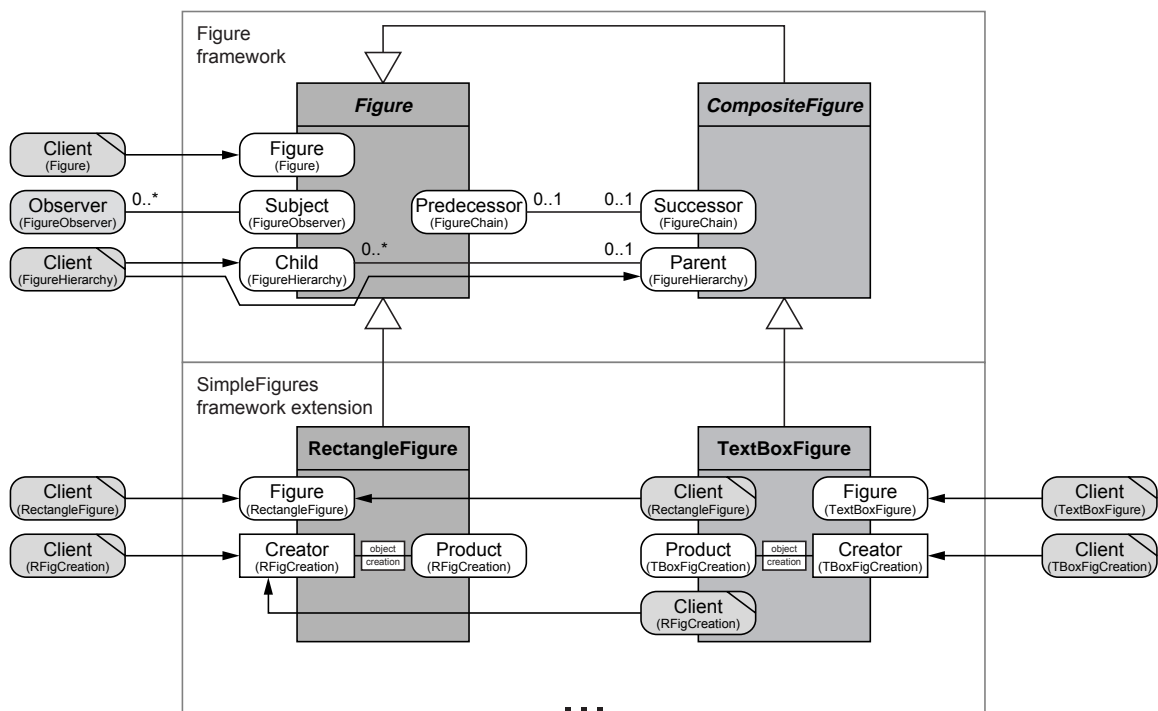 Figure
framework
Figure
CompositeFigure
Client
(Figure)
Figure
(Figure)
Observer
(FigureObserver)
0..*
Subject
(FigureObserver)
Predecessor
(FigureChain)
0..1
0..1
Successor
(FigureChain)
Client
(FigureHierarchy)
Child
(FigureHierarchy)
0..*
0..1
Parent
(FigureHierarchy)
SimpleFigures
framework extension
RectangleFigure
TextBoxFigure
Client
(RectangleFigure)
Figure
(RectangleFigure)
Client
(RectangleFigure)
Figure
(TextBoxFigure)
Client
(TextBoxFigure)
Client
(RFigCreation)
Creator
(RFigCreation)
object
creation
Product
(RFigCreation)
Product
(TBoxFigCreation)
object
creation
Creator
(TBoxFigCreation)
Client
(TBoxFigCreation)
Client
(RFigCreation)
...